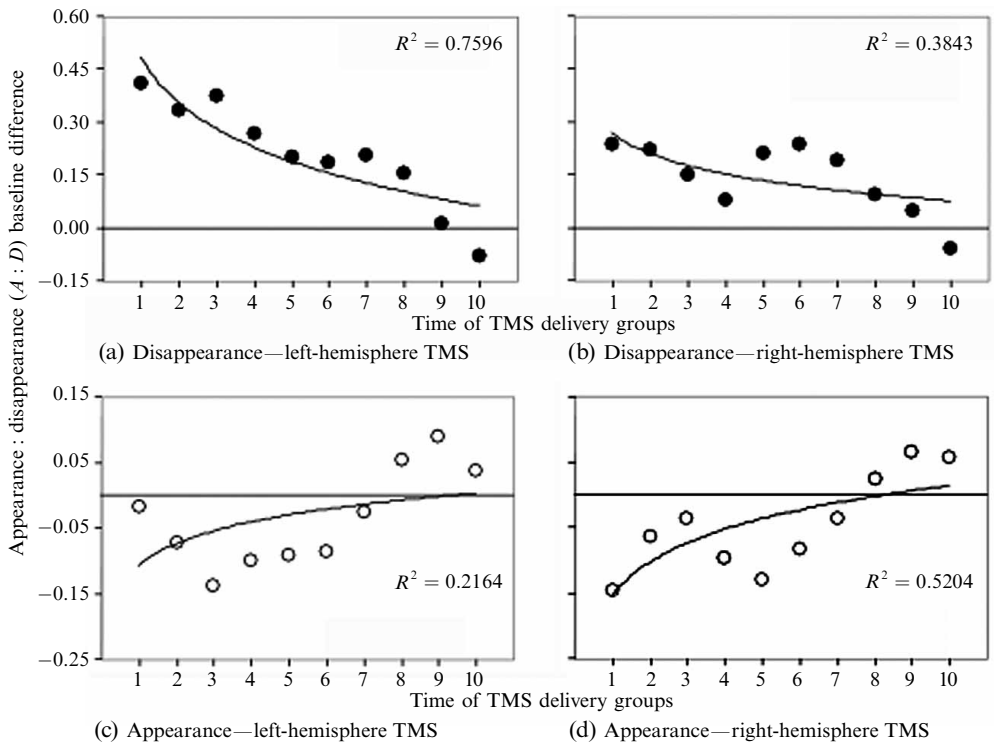 Appearance : disappearance (A : D) baseline difference
0.60
0.45
0.30
0.15
0.00
−0.15
R² = 0.7596
1 2 3 4 5 6 7 8 9 10
R² = 0.3843
1 2 3 4 5 6 7 8 9 10
Time of TMS delivery groups
(a) Disappearance—left-hemisphere TMS
(b) Disappearance—right-hemisphere TMS
0.15
0.05
−0.05
−0.15
−0.25
R² = 0.2164
1 2 3 4 5 6 7 8 9 10
R² = 0.5204
1 2 3 4 5 6 7 8 9 10
Time of TMS delivery groups
(c) Appearance—left-hemisphere TMS
(d) Appearance—right-hemisphere TMS